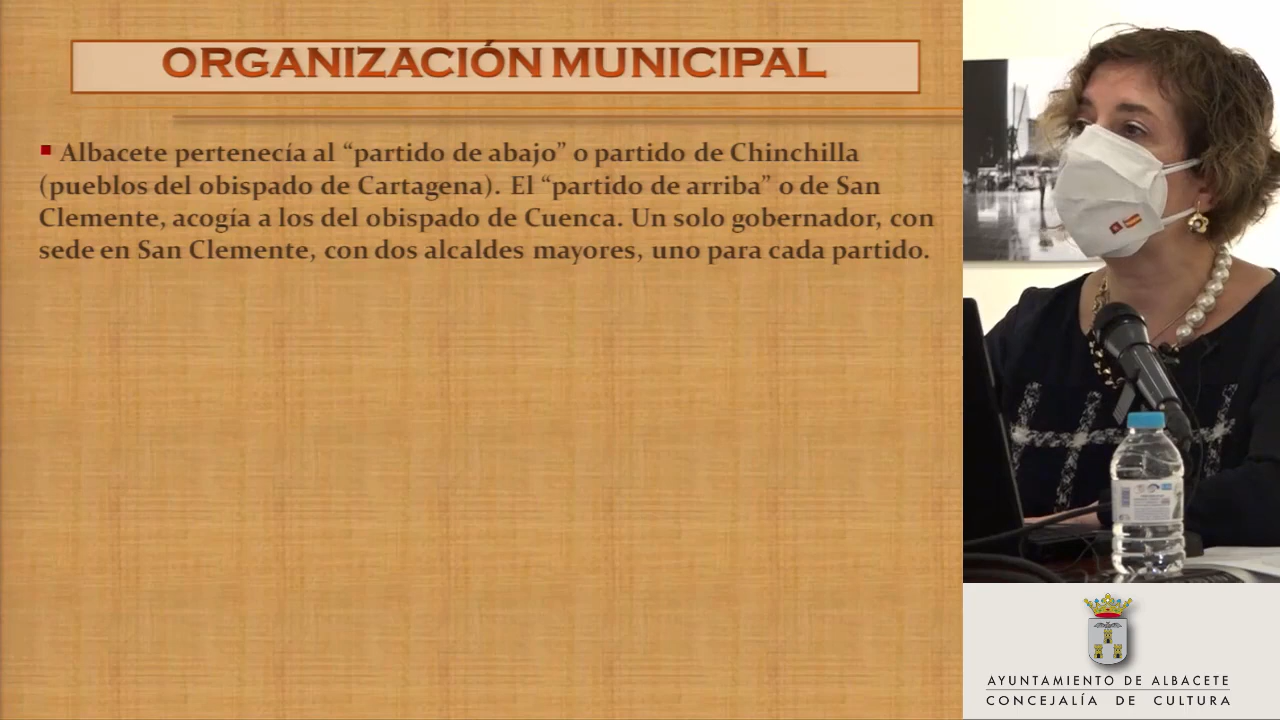 ORGANIZACIÓN MUNICIPAL
Albacete pertenecía al “partido de abajo” o partido de Chinchilla
(pueblos del obispado de Cartagena). El “partido de arriba” o de San
Clemente, acogía a los del obispado de Cuenca. Un solo gobernador, con
sede en San Clemente, con dos alcaldes mayores, uno para cada partido.
AYUNTAMIENTO DE ALBACETE
CONCEJALÍA DE CULTURA